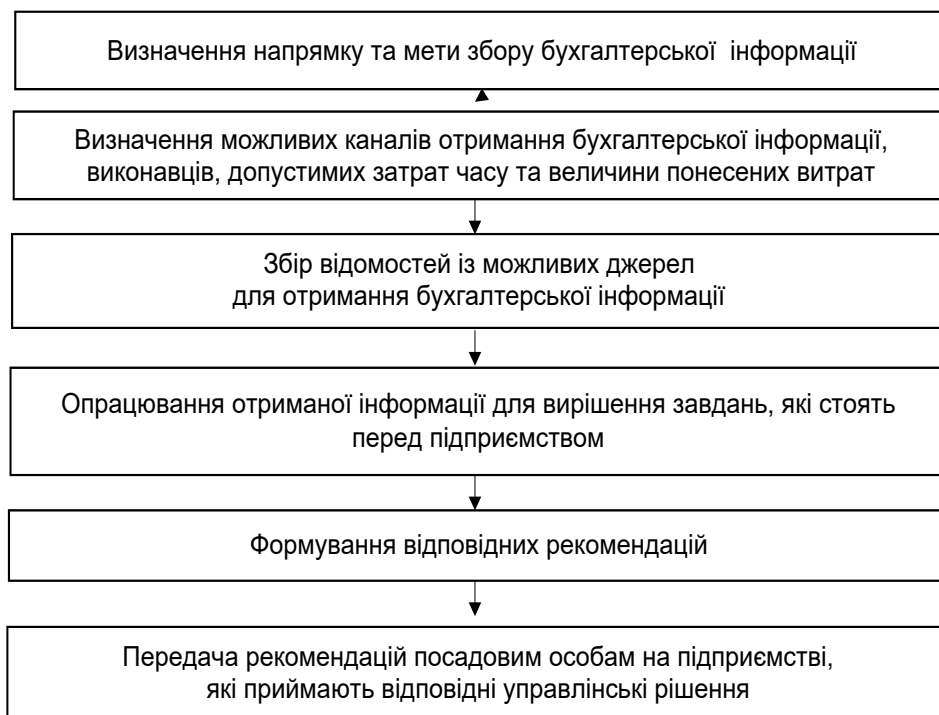 Визначення напрямку та мети збору бухгалтерської інформації
Визначення можливих каналів отримання бухгалтерської інформації,
виконавців, допустимих затрат часу та величини понесених витрат
Збір відомостей із можливих джерел
для отримання бухгалтерської інформації
Опрацювання отриманої інформації для вирішення завдань, які стоять
перед підприємством
Формування відповідних рекомендацій
Передача рекомендацій посадовим особам на підприємстві,
які приймають відповідні управлінські рішення